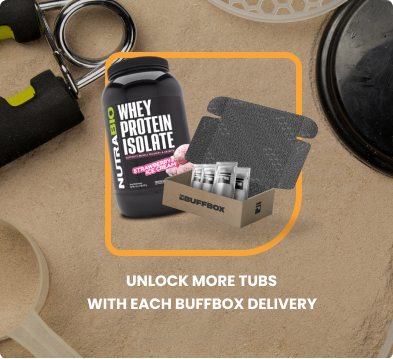 NUTRABIO
WHEY
PROTEIN
ISOLATE
STRAWBERRY
ICE CREAM
BUFFBOX
UNLOCK MORE TUBS
WITH EACH BUFFBOX DELIVERY